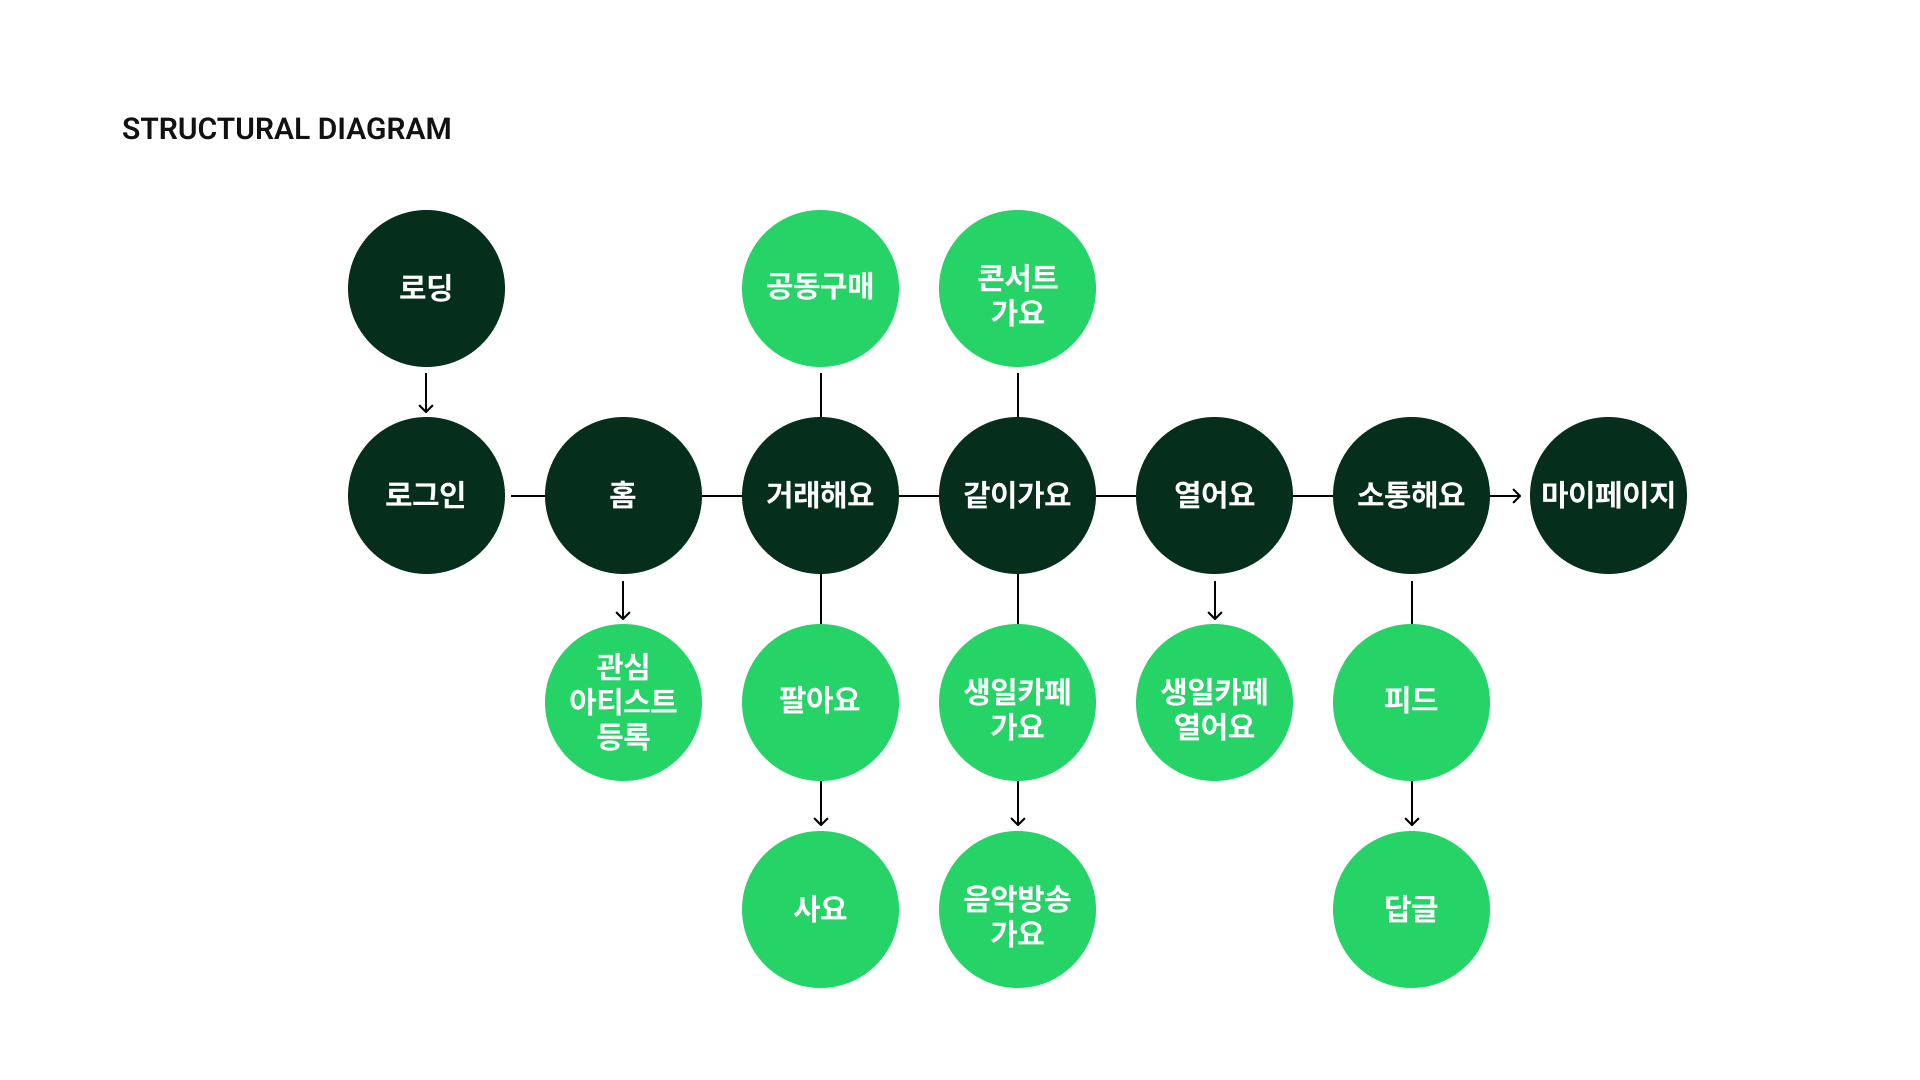 STRUCTURAL DIAGRAM
로딩
공동구매
콘서트
가요
로그인
홈
거래해요
같이가요
열어요
소통해요
마이페이지
관심
아티스트
등록
팔아요
생일카페
가요
생일카페
열어요
피드
사요
음악방송
가요
답글